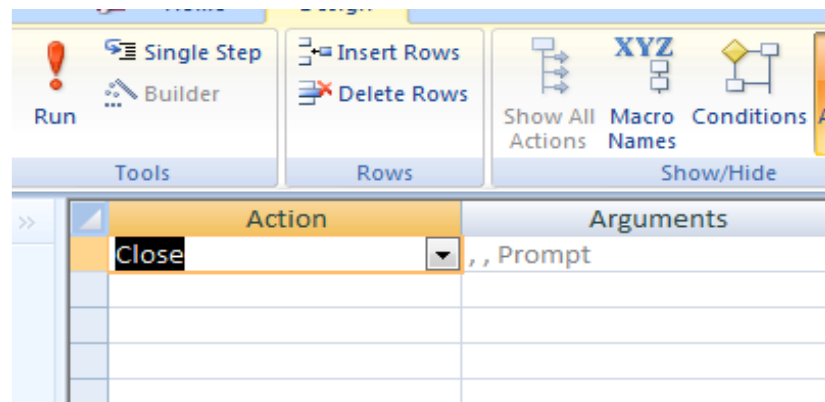 Single Step
Insert Rows
XYZ
Builder
Delete Rows
Run
Show All Actions
Macro Names
Conditions
Tools
Rows
Show/Hide
Action
Arguments
Close
, , Prompt